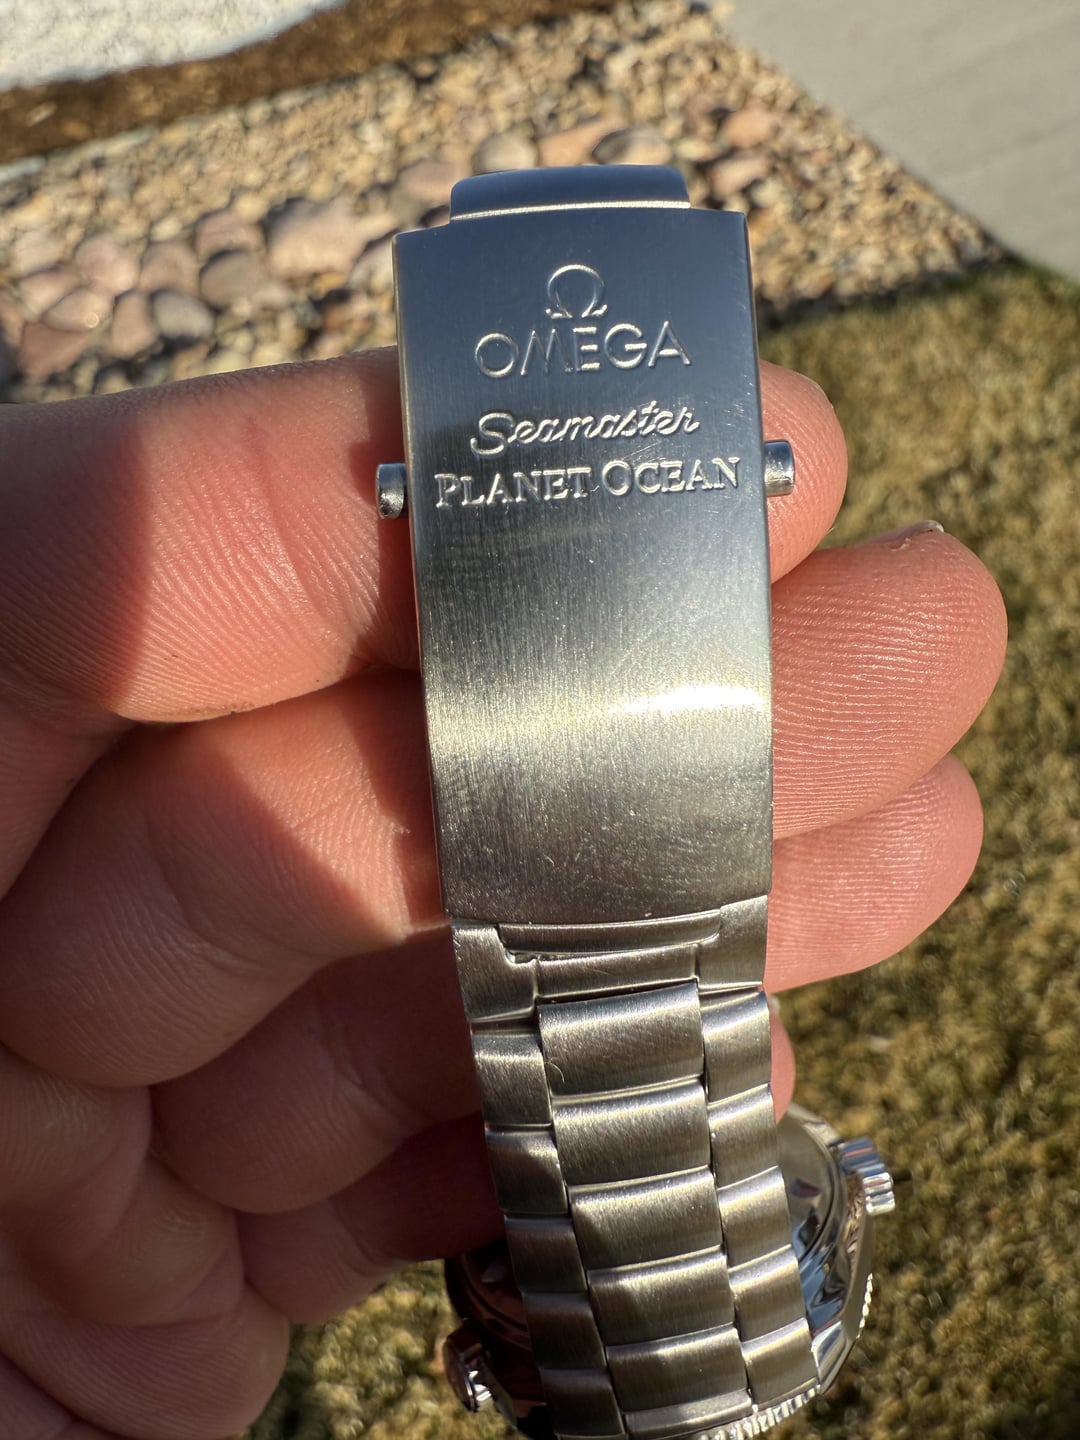 Ω
OMEGA
Seamaster
PLANET OCEAN